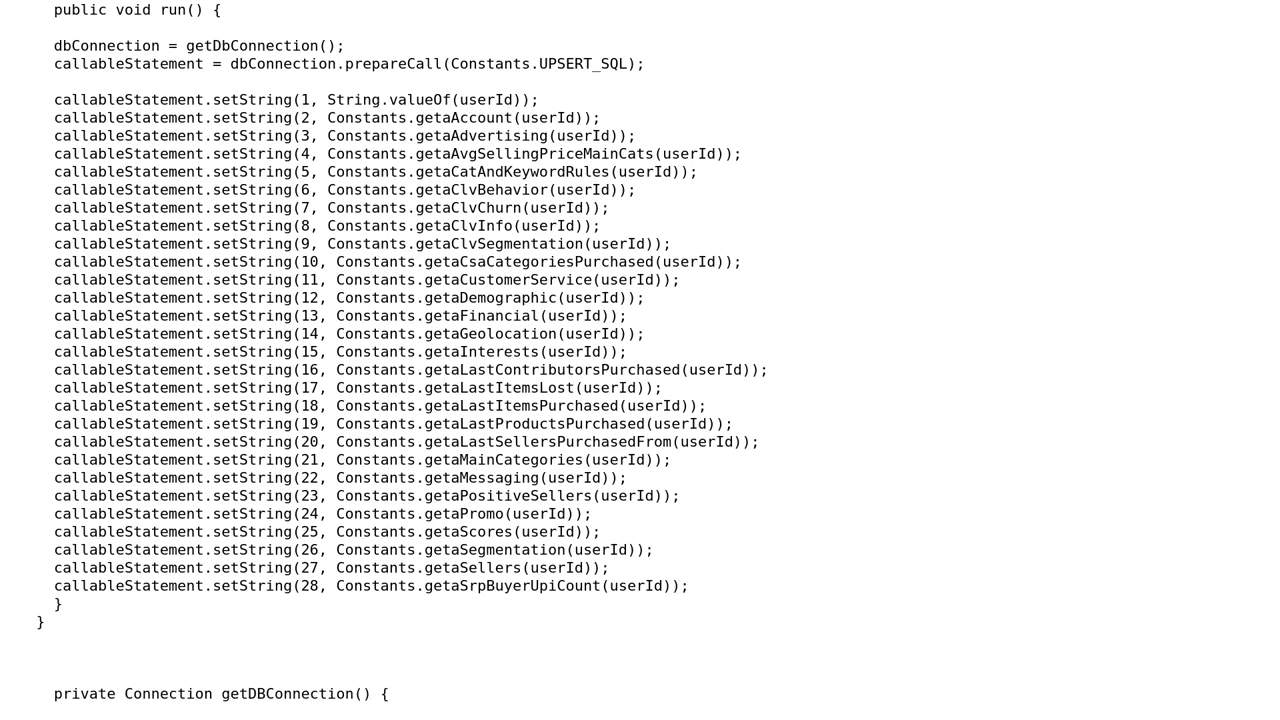 public void run() {
dbConnection = getDbConnection();
callableStatement = dbConnection.prepareCall(Constants.UPSERT_SQL);
callableStatement.setString(1, String.valueOf(userId));
callableStatement.setString(2, Constants.getaAccount(userId));
callableStatement.setString(3, Constants.getaAdvertising(userId));
callableStatement.setString(4, Constants.getaAvgSellingPriceMainCats(userId));
callableStatement.setString(5, Constants.getaCatAndKeywordRules(userId));
callableStatement.setString(6, Constants.getaClvBehavior(userId));
callableStatement.setString(7, Constants.getaClvChurn(userId));
callableStatement.setString(8, Constants.getaClvInfo(userId));
callableStatement.setString(9, Constants.getaClvSegmentation(userId));
callableStatement.setString(10, Constants.getaCsaCategoriesPurchased(userId));
callableStatement.setString(11, Constants.getaCustomerService(userId));
callableStatement.setString(12, Constants.getaDemographic(userId));
callableStatement.setString(13, Constants.getaFinancial(userId));
callableStatement.setString(14, Constants.getaGeolocation(userId));
callableStatement.setString(15, Constants.getaInterests(userId));
callableStatement.setString(16, Constants.getaLastContributorsPurchased(userId));
callableStatement.setString(17, Constants.getaLastItemsLost(userId));
callableStatement.setString(18, Constants.getaLastItemsPurchased(userId));
callableStatement.setString(19, Constants.getaLastProductsPurchased(userId));
callableStatement.setString(20, Constants.getaLastSellersPurchasedFrom(userId));
callableStatement.setString(21, Constants.getaMainCategories(userId));
callableStatement.setString(22, Constants.getaMessaging(userId));
callableStatement.setString(23, Constants.getaPositiveSellers(userId));
callableStatement.setString(24, Constants.getaPromo(userId));
callableStatement.setString(25, Constants.getaScores(userId));
callableStatement.setString(26, Constants.getaSegmentation(userId));
callableStatement.setString(27, Constants.getaSellers(userId));
callableStatement.setString(28, Constants.getaSrpBuyerUpiCount(userId));
}
}
private Connection getDBConnection() {